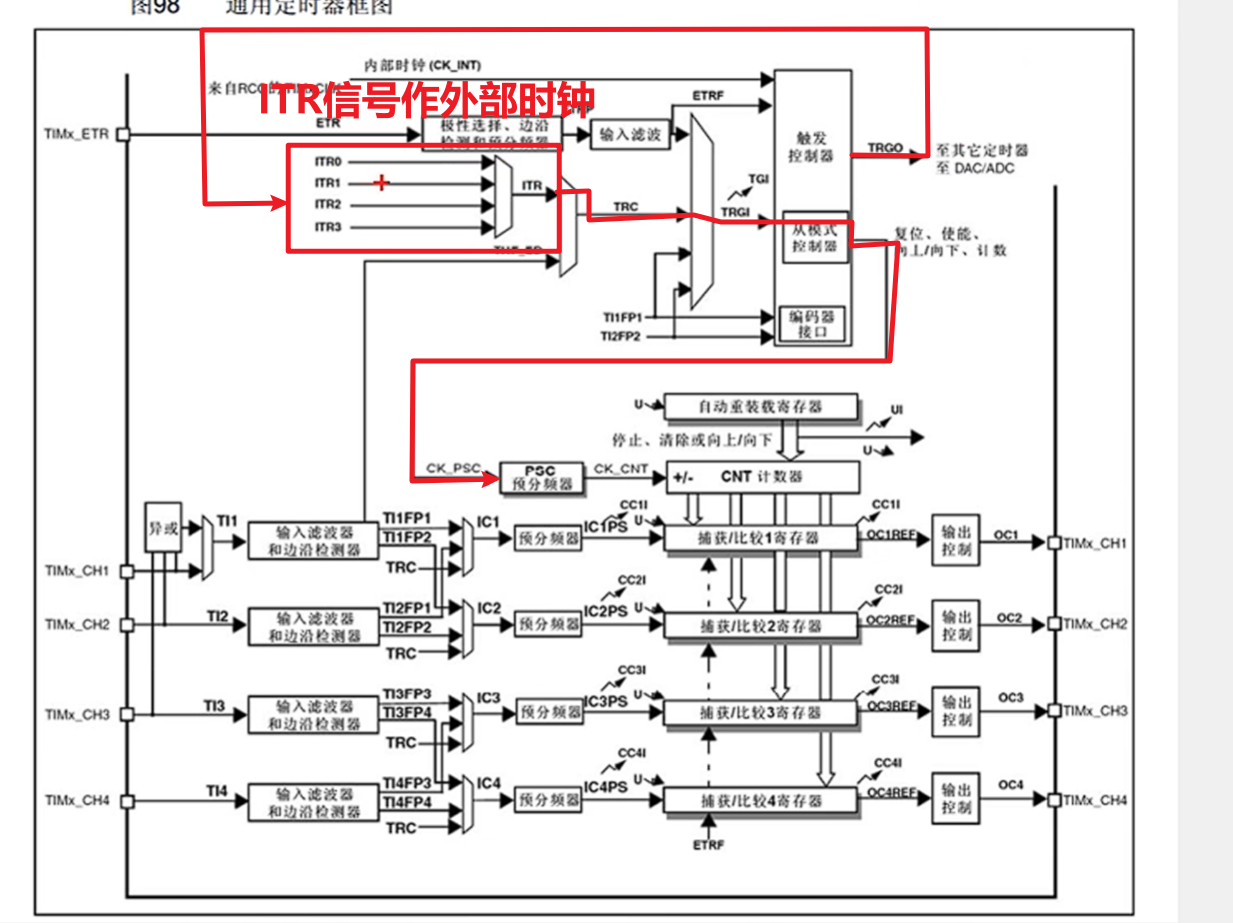 图98 通用定时器框图
内部时钟 (CK_INT)
来自RCC的
ITR信号作外部时钟
ETRF
TIMx_ETR
ETR
极性选择、边沿
检测和预分频器
输入滤波
触发
控制器
TRGO
至其它定时器
至 DAC/ADC
ITR0
ITR1
ITR2
ITR3
ITR
TRC
TGI
TRGI
从模式
控制器
复位、使能、
向上/向下、计数
TI1FP1
TI2FP2
编码器
接口
U
自动重装载寄存器
UI
停止、清除或向上/向下
U
CK_PSC
PSC
预分频器
CK_CNT
+/-
CNT 计数器
异或
TI1
输入滤波器
和边沿检测器
TI1FP1
TI1FP2
TRC
IC1
预分频器
IC1PS
CC1I
U
捕获/比较1寄存器
CC1I
OC1REF
输出
控制
OC1
TIMx_CH1
TIMx_CH1
TIMx_CH2
TI2
输入滤波器
和边沿检测器
TI2FP1
TI2FP2
TRC
IC2
预分频器
IC2PS
CC2I
U
捕获/比较2寄存器
CC2I
OC2REF
输出
控制
OC2
TIMx_CH2
TIMx_CH3
TI3
输入滤波器
和边沿检测器
TI3FP3
TI3FP4
TRC
IC3
预分频器
IC3PS
CC3I
U
捕获/比较3寄存器
CC3I
OC3REF
输出
控制
OC3
TIMx_CH3
TIMx_CH4
TI4
输入滤波器
和边沿检测器
TI4FP3
TI4FP4
TRC
IC4
预分频器
IC4PS
CC4I
U
捕获/比较4寄存器
CC4I
OC4REF
输出
控制
OC4
TIMx_CH4
ETRF